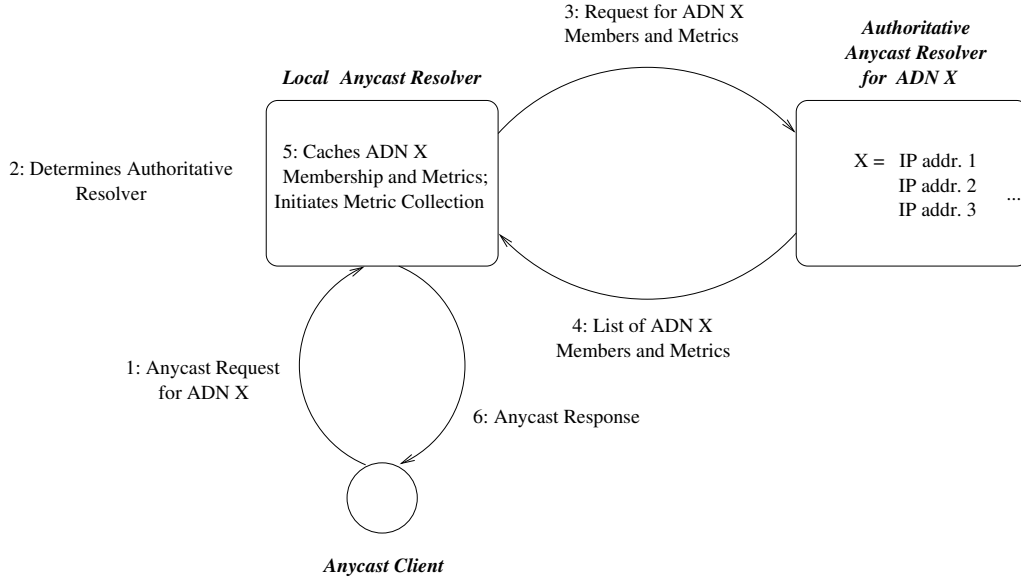 3: Request for ADN X
Members and Metrics
Authoritative
Anycast Resolver
for ADN X
Local Anycast Resolver
2: Determines Authoritative
Resolver
5: Caches ADN X
Membership and Metrics;
Initiates Metric Collection
X = IP addr. 1
IP addr. 2
IP addr. 3
...
4: List of ADN X
Members and Metrics
1: Anycast Request
for ADN X
6: Anycast Response
Anycast Client